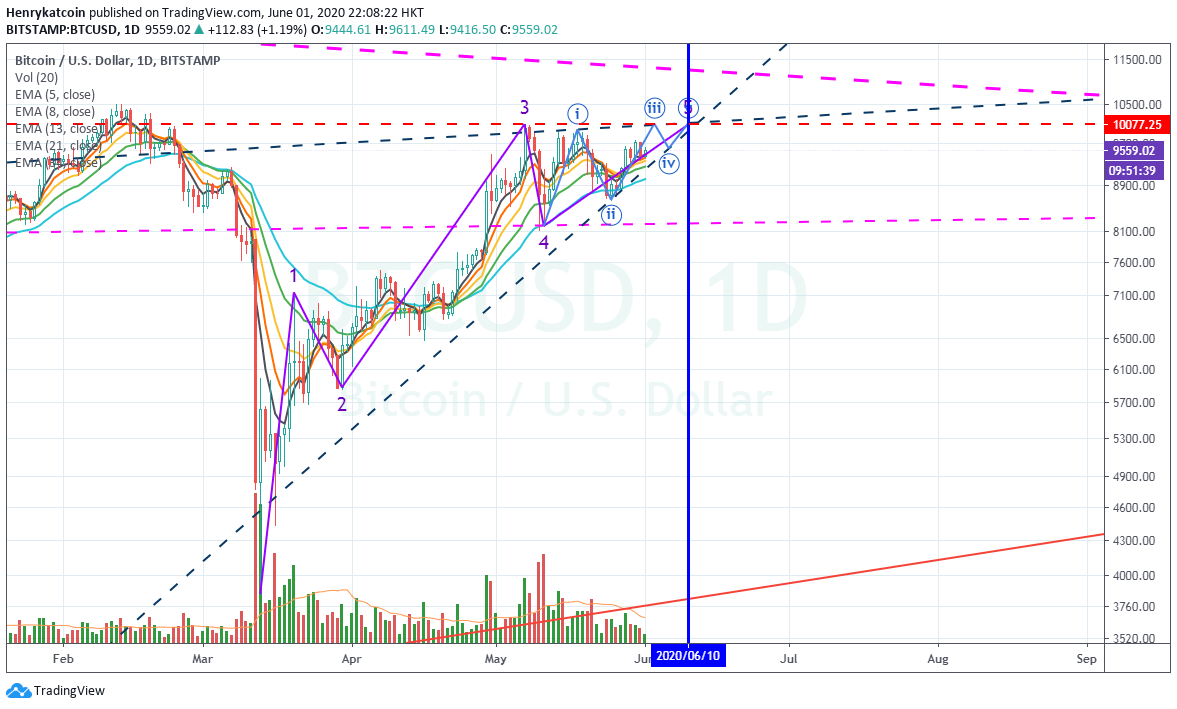 Henrykatcoin published on TradingView.com, June 01, 2020 22:08:22 HKT
BITSTAMP:BTCUSD, 1D 9559.02 ▲ +112.83 (+1.19%) O:9444.61 H:9611.49 L:9416.50 C:9559.02
Bitcoin / U.S. Dollar, 1D, BITSTAMP
Vol (20)
EMA (5, close)
EMA (8, close)
EMA (13, close)
EMA (21, close)
EMA close)
BTCUSD, 1D
Bitcoin / U.S. Dollar
1
2
3
4
5
i
ii
iii
iv
11500.00
10500.00
10077.25
9559.02
09:51:39
8900.00
8100.00
7600.00
7100.00
6500.00
6100.00
5700.00
5300.00
4900.00
4600.00
4300.00
4000.00
3760.00
3520.00
Feb Mar Apr May Jun 2020/06/10 Jul Aug Sep
TradingView